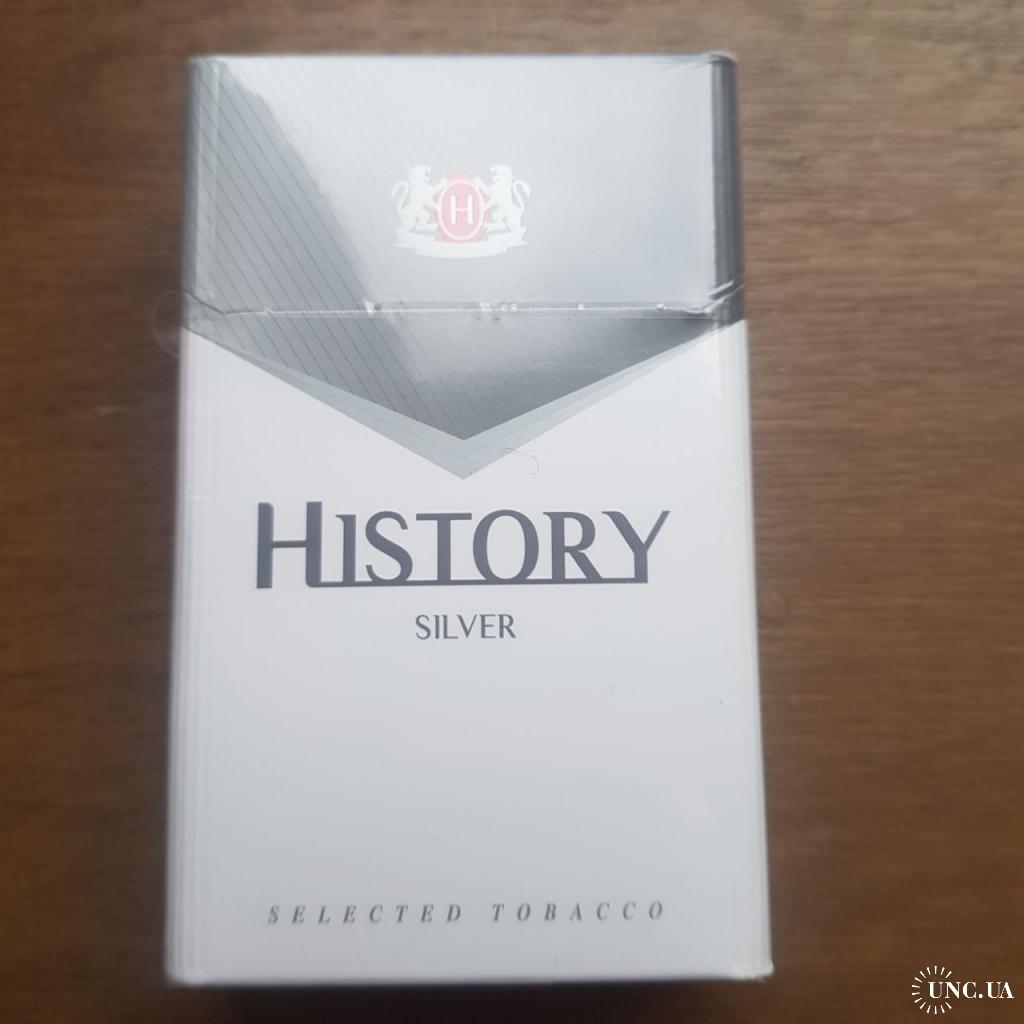 H
HISTORY
SILVER
SELECTED TOBACCO
UNC.UA